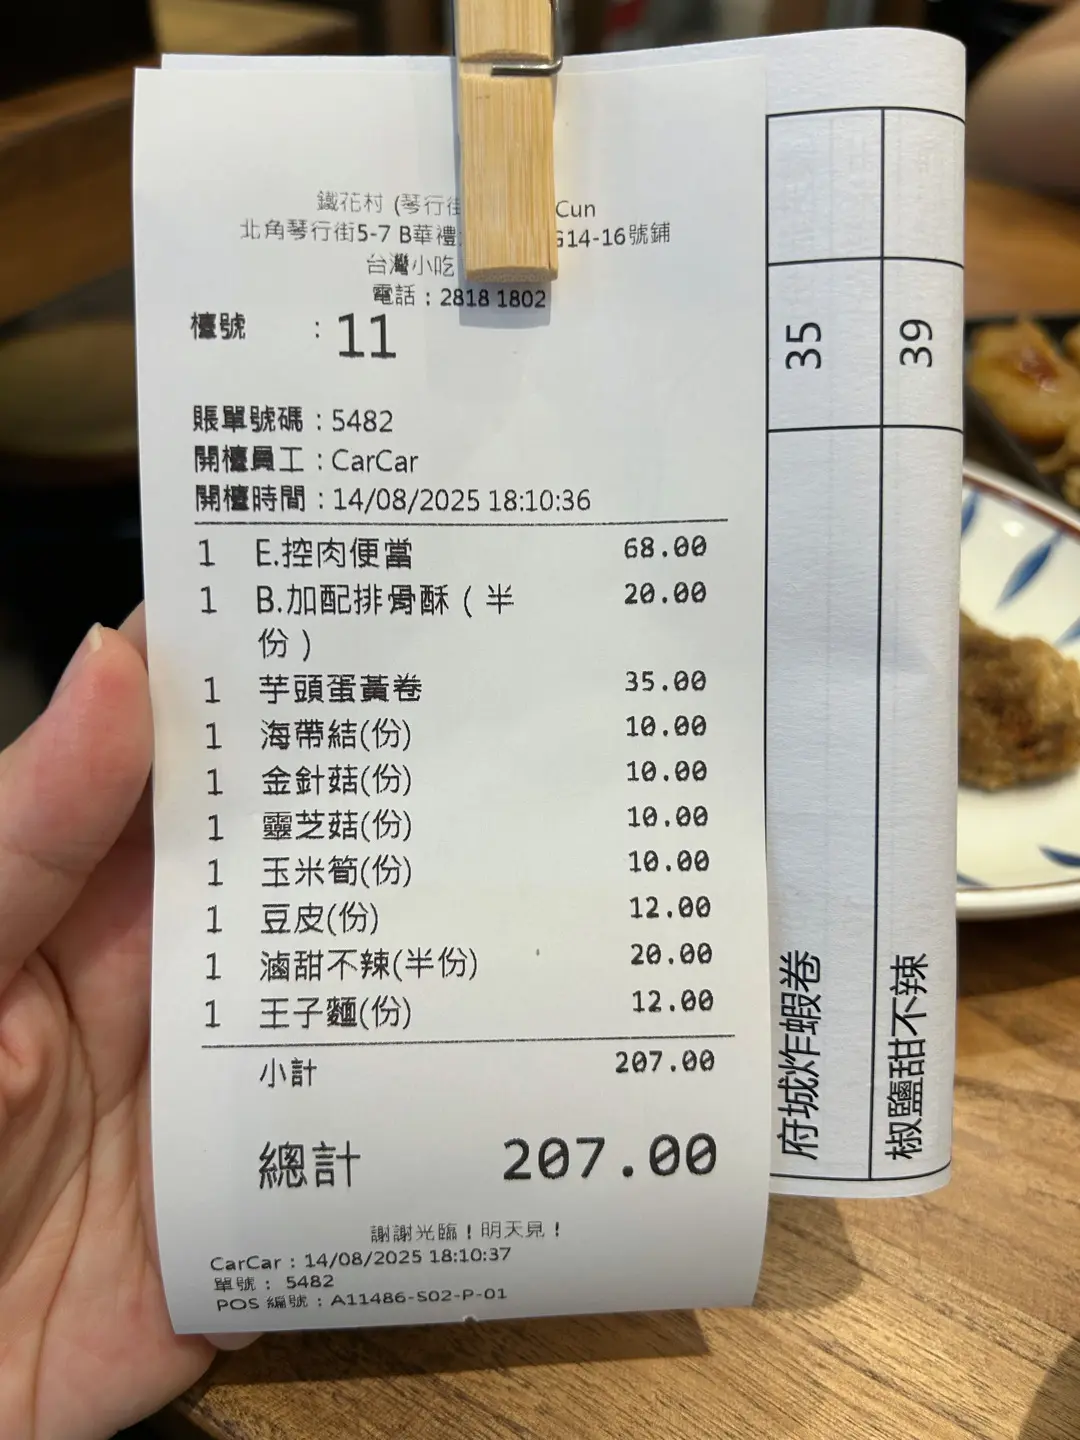 鐵花村 (琴行街 Cun
北角琴行街5-7 B華禮 G14-16號鋪
台灣小吃
電話：2818 1802
檯號 ：11
賬單號碼：5482
開檯員工：CarCar
開檯時間：14/08/2025 18:10:36
1 E.控肉便當 68.00
1 B.加配排骨酥（半 20.00
份）
1 芋頭蛋黃卷 35.00
1 海帶結(份) 10.00
1 金針菇(份) 10.00
1 靈芝菇(份) 10.00
1 玉米筍(份) 10.00
1 豆皮(份) 12.00
1 滷甜不辣(半份) 20.00
1 王子麵(份) 12.00
小計 207.00
總計 207.00
謝謝光臨！明天見！
CarCar：14/08/2025 18:10:37
單號： 5482
POS 編號：A11486-S02-P-01
府城炸蝦卷 35
椒鹽甜不辣 39